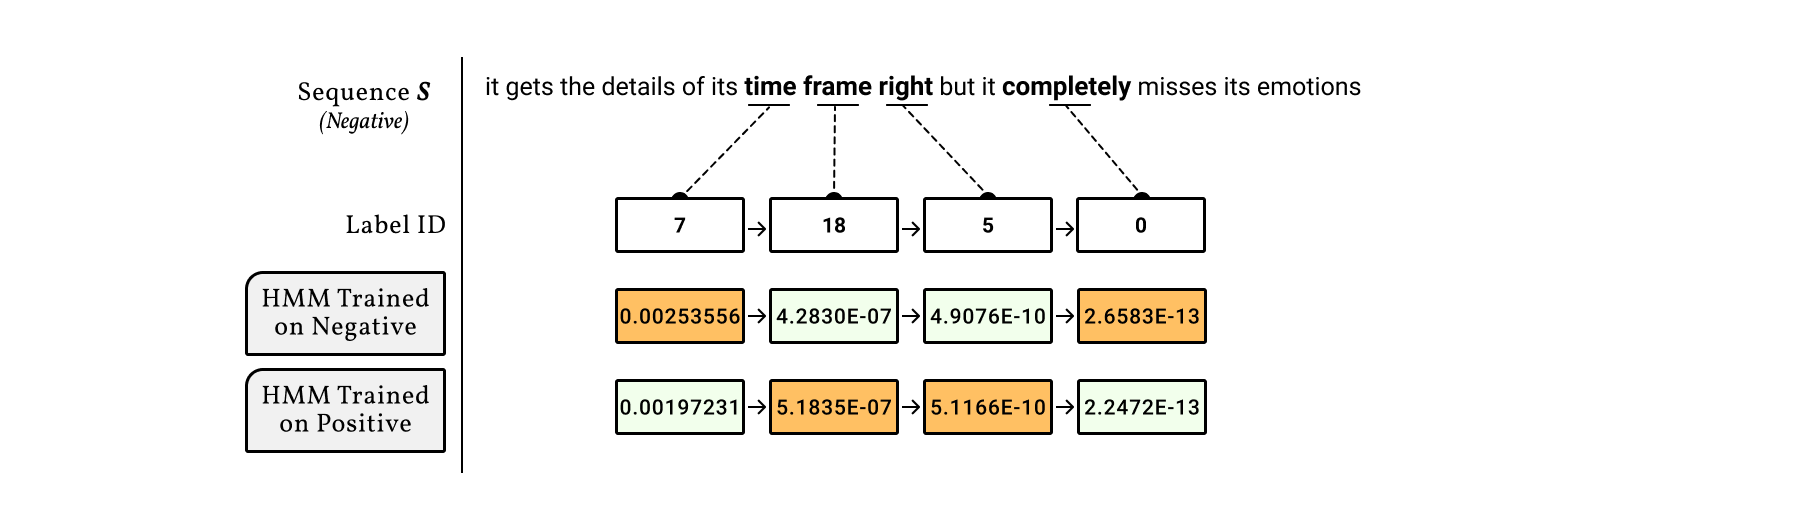 Sequence S
(Negative)
it gets the details of its time frame right but it completely misses its emotions
Label ID
7
18
5
0
HMM Trained
on Negative
0.00253556
4.2830E-07
4.9076E-10
2.6583E-13
HMM Trained
on Positive
0.00197231
5.1835E-07
5.1166E-10
2.2472E-13